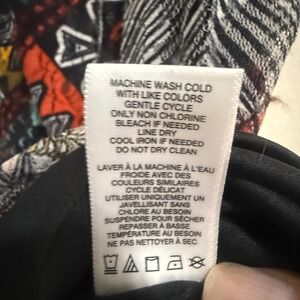 MACHINE WASH COLD
WITH LIKE COLORS
GENTLE CYCLE
ONLY NON CHLORINE
BLEACH IF NEEDED
LINE DRY
COOL IRON IF NEEDED
DO NOT DRY CLEAN
LAVER À LA MACHINE À L'EAU
FROIDE AVEC DES
COULEURS SIMILAIRES
CYCLE DÉLICAT
UTILISER UNIQUEMENT UN
JAVELLISANT SANS
CHLORE AU BESOIN
SUSPENDRE POUR SÉCHER
REPASSER À BASSE
TEMPÉRATURE AU BESOIN
NE PAS NETTOYER À SEC